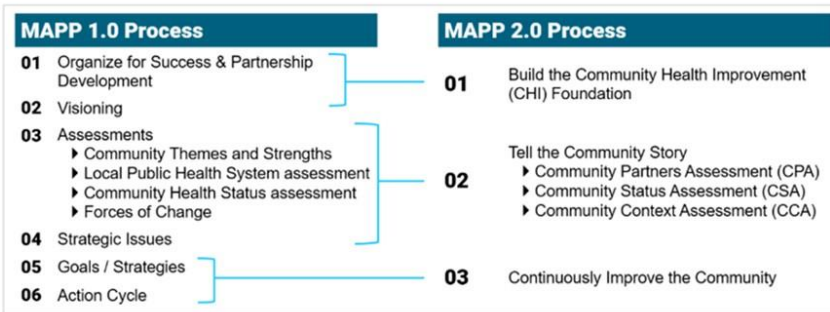 MAPP 1.0 Process
01 Organize for Success & Partnership
Development
02 Visioning
03 Assessments
Community Themes and Strengths
Local Public Health System assessment
Community Health Status assessment
Forces of Change
04 Strategic Issues
05 Goals / Strategies
06 Action Cycle
MAPP 2.0 Process
01 Build the Community Health Improvement
(CHI) Foundation
02 Tell the Community Story
Community Partners Assessment (CPA)
Community Status Assessment (CSA)
Community Context Assessment (CCA)
03 Continuously Improve the Community